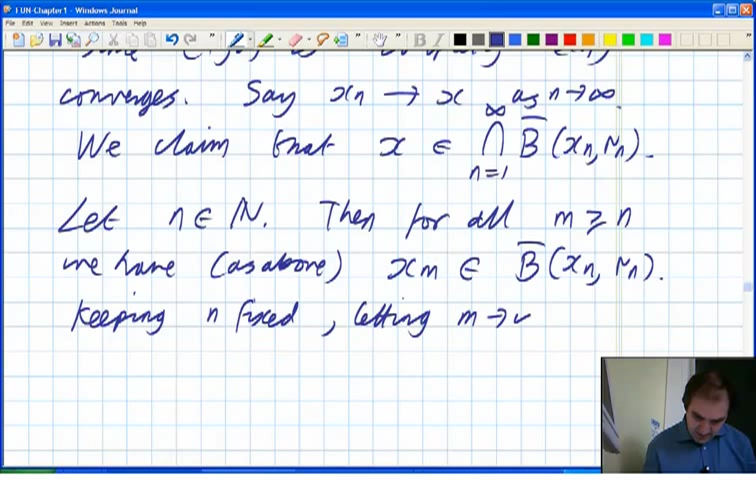 1 UN-Chapter1 - Windows Journal
File Edit View Insert Actions Tools Help
B I
converges. Say xn → x as n→∞.
We claim that x ∈ ∞ ⋂ n=1 B̅(xn, rn).
Let n ∈ ℕ. Then for all m ≥ n
we have (as above) xm ∈ B̅(xn, rn).
Keeping n fixed, letting m →